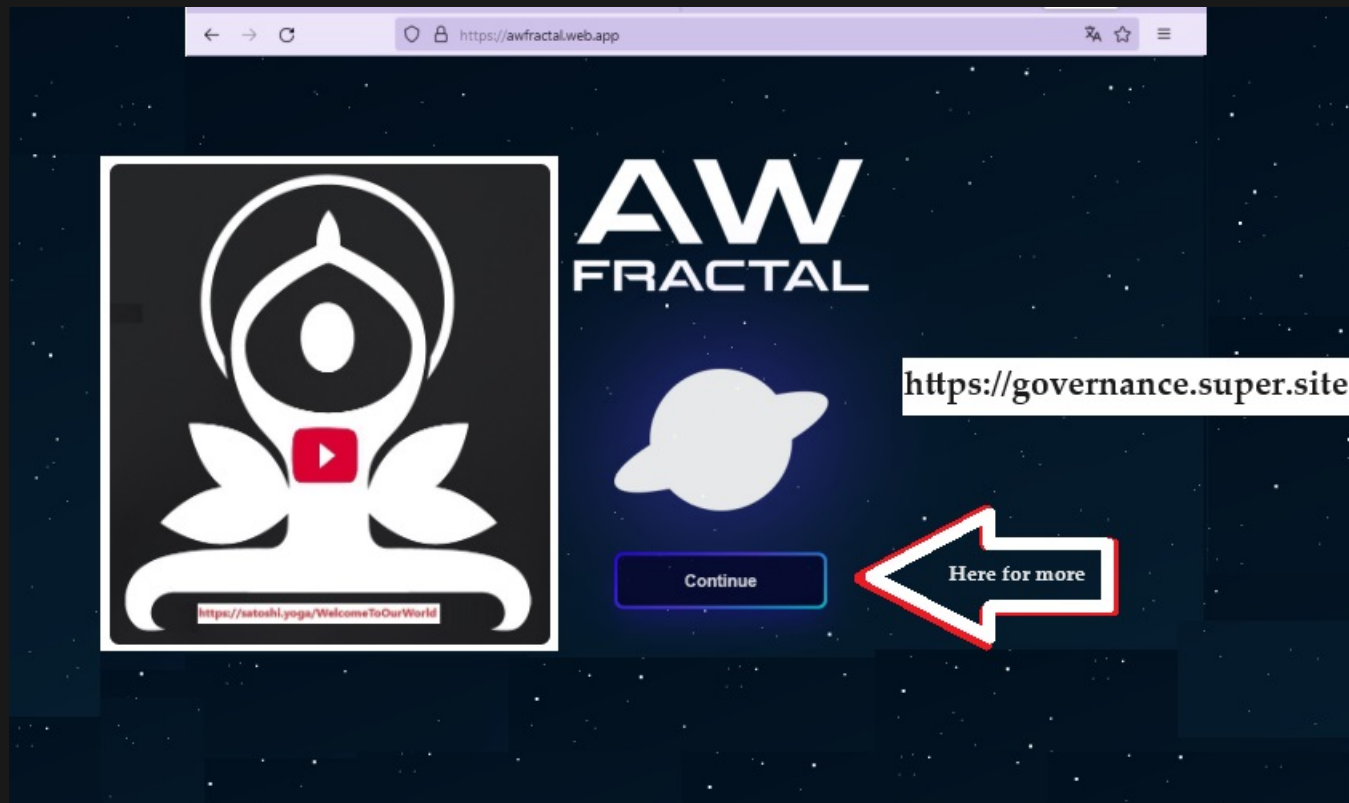 https://awfractal.web.app
AW
FRACTAL
https://governance.super.site
Continue
Here for more
https://satoshi.yoga/WelcomeToOurWorld